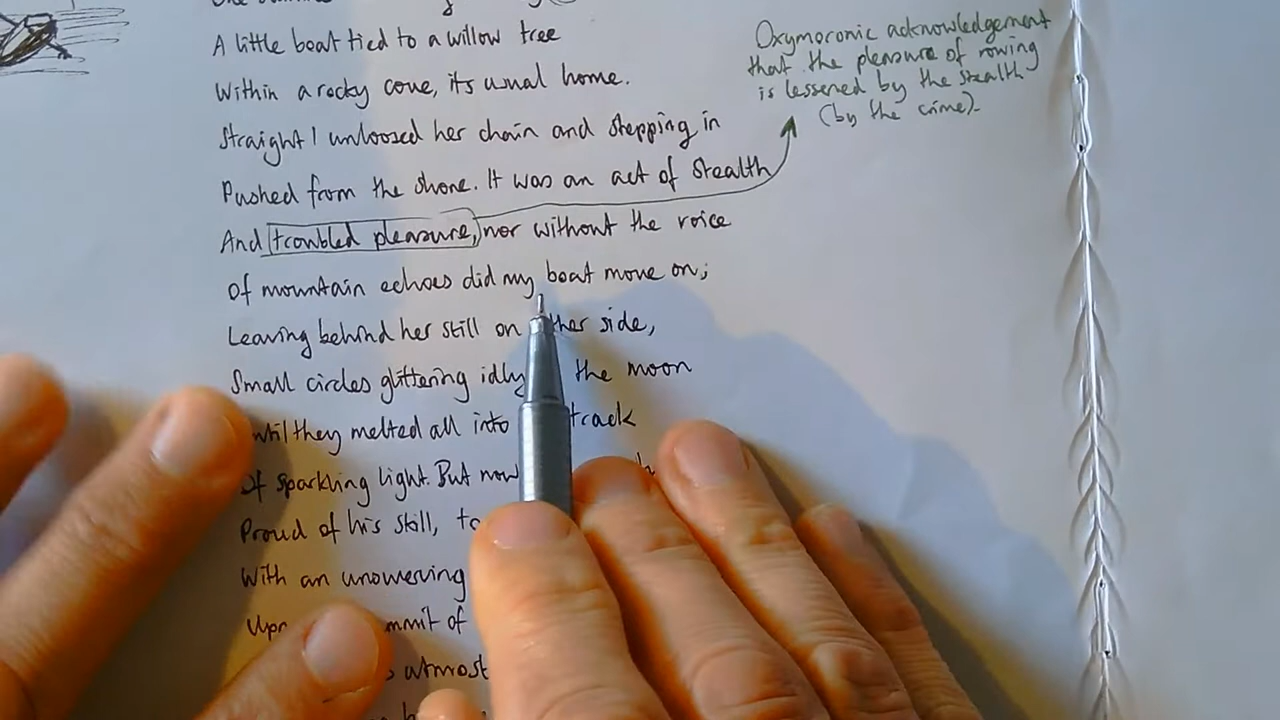 A little boat tied to a willow tree
Within a rocky cove, its usual home.
Straight I unloosed her chain and stepping in
Pushed from the shore. It was an act of stealth
And troubled pleasure, nor without the voice
Of mountain echoes did my boat move on;
Leaving behind her still on either side,
Small circles glittering idly the moon
Until they melted all into track
Of sparkling light. But now
Proud of his skill, to
With an unswerving
of
utmost
Oxymoronic acknowledgement
that the pleasure of rowing
is lessened by the stealth
(by the crime).